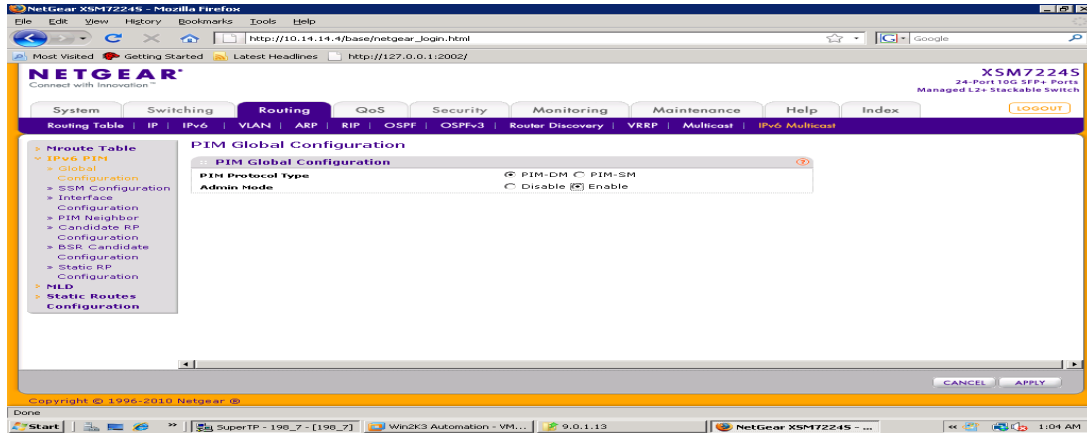 NetGear XSM7224S - Mozilla Firefox
File Edit View History Bookmarks Tools Help
http://10.14.14.4/base/netgear_login.html
G Google
Most Visited Getting Started Latest Headlines http://127.0.0.1:2002/
NETGEAR
Connect with Innovation™
XSM7224S
24-Port 10G SFP+ Ports
Managed L2+ Stackable Switch
System Switching Routing QoS Security Monitoring Maintenance Help Index LOGOUT
Routing Table | IP | IPv6 | VLAN | ARP | RIP | OSPF | OSPFv3 | Router Discovery | VRRP | Multicast | IPv6 Multicast
Mroute Table
IPv6 PIM
» Global
Configuration
» SSM Configuration
» Interface
Configuration
» PIM Neighbor
» Candidate RP
Configuration
» BSR Candidate
Configuration
» Static RP
Configuration
MLD
Static Routes
Configuration
PIM Global Configuration
PIM Global Configuration ?
PIM Protocol Type PIM-DM PIM-SM
Admin Mode Disable Enable
CANCEL APPLY
Copyright © 1996-2010 Netgear ®
Done
Start » SuperTP - 198_7 - [198_7] Win2K3 Automation - VM... 9.0.1.13 NetGear XSM7224S - ... « 1:04 AM